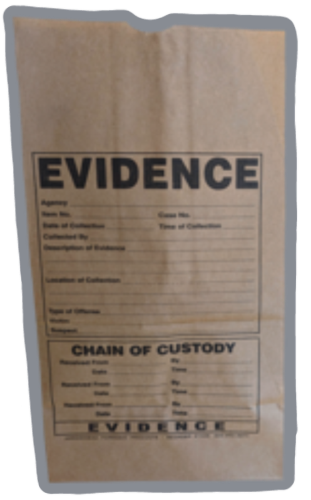 EVIDENCE
Agency
Item No. Case No.
Date of Collection Time of Collection
Collected By
Description of Evidence
Location of Collection
Type of Offense
Victim
Suspect
CHAIN OF CUSTODY
Received From By
Date Time
Received From By
Date Time
Received From By
Date Time
EVIDENCE